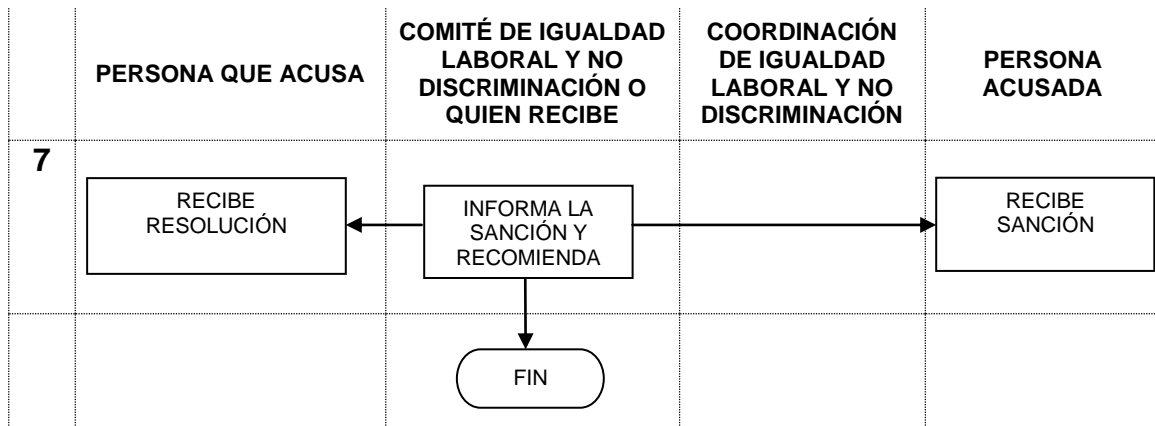 PERSONA QUE ACUSA
COMITÉ DE IGUALDAD
LABORAL Y NO
DISCRIMINACIÓN O
QUIEN RECIBE
COORDINACIÓN
DE IGUALDAD
LABORAL Y NO
DISCRIMINACIÓN
PERSONA
ACUSADA
7
RECIBE
RESOLUCIÓN
INFORMA LA
SANCIÓN Y
RECOMIENDA
RECIBE
SANCIÓN
FIN